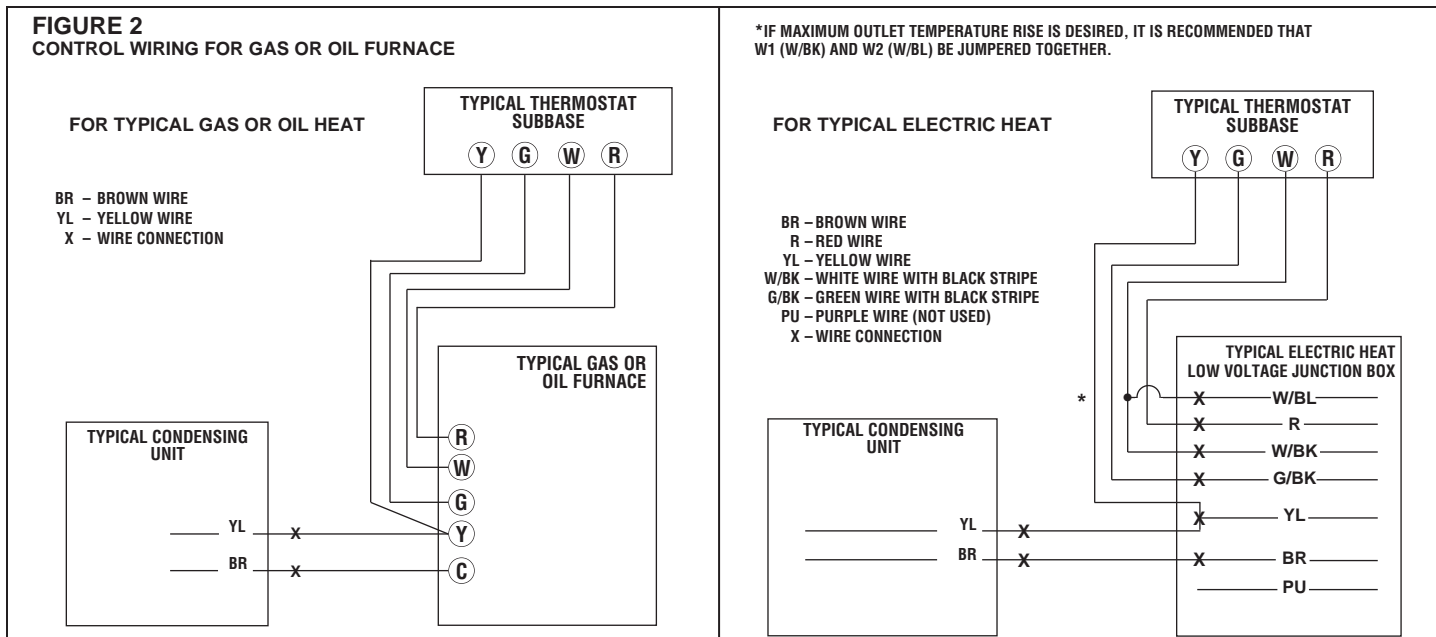 FIGURE 2
CONTROL WIRING FOR GAS OR OIL FURNACE
FOR TYPICAL GAS OR OIL HEAT
TYPICAL THERMOSTAT
SUBBASE
Y G W R
BR – BROWN WIRE
YL – YELLOW WIRE
X – WIRE CONNECTION
TYPICAL GAS OR
OIL FURNACE
R
W
G
Y
C
TYPICAL CONDENSING
UNIT
YL X
BR X
*IF MAXIMUM OUTLET TEMPERATURE RISE IS DESIRED, IT IS RECOMMENDED THAT
W1 (W/BK) AND W2 (W/BL) BE JUMPERED TOGETHER.
FOR TYPICAL ELECTRIC HEAT
TYPICAL THERMOSTAT
SUBBASE
Y G W R
BR – BROWN WIRE
R – RED WIRE
YL – YELLOW WIRE
W/BK – WHITE WIRE WITH BLACK STRIPE
G/BK – GREEN WIRE WITH BLACK STRIPE
PU – PURPLE WIRE (NOT USED)
X – WIRE CONNECTION
TYPICAL ELECTRIC HEAT
LOW VOLTAGE JUNCTION BOX
* X W/BL
X R
X W/BK
X G/BK
X YL
X BR
PU
TYPICAL CONDENSING
UNIT
YL X
BR X